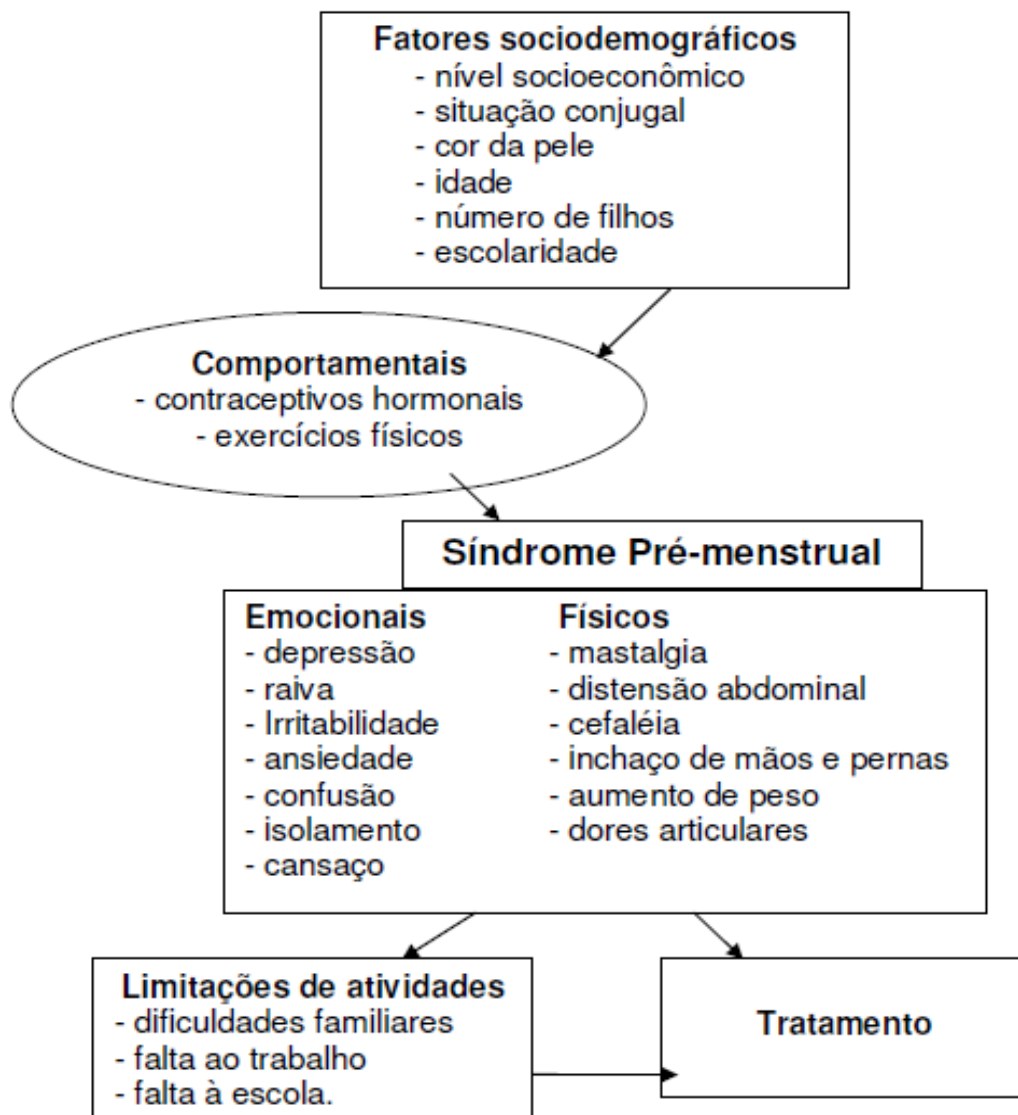 Fatores sociodemográficos
- nível socioeconômico
- situação conjugal
- cor da pele
- idade
- número de filhos
- escolaridade
Comportamentais
- contraceptivos hormonais
- exercícios físicos
Síndrome Pré-menstrual
Emocionais
- depressão
- raiva
- Irritabilidade
- ansiedade
- confusão
- isolamento
- cansaço
Físicos
- mastalgia
- distensão abdominal
- cefaléia
- inchaço de mãos e pernas
- aumento de peso
- dores articulares
Limitações de atividades
- dificuldades familiares
- falta ao trabalho
- falta à escola.
Tratamento